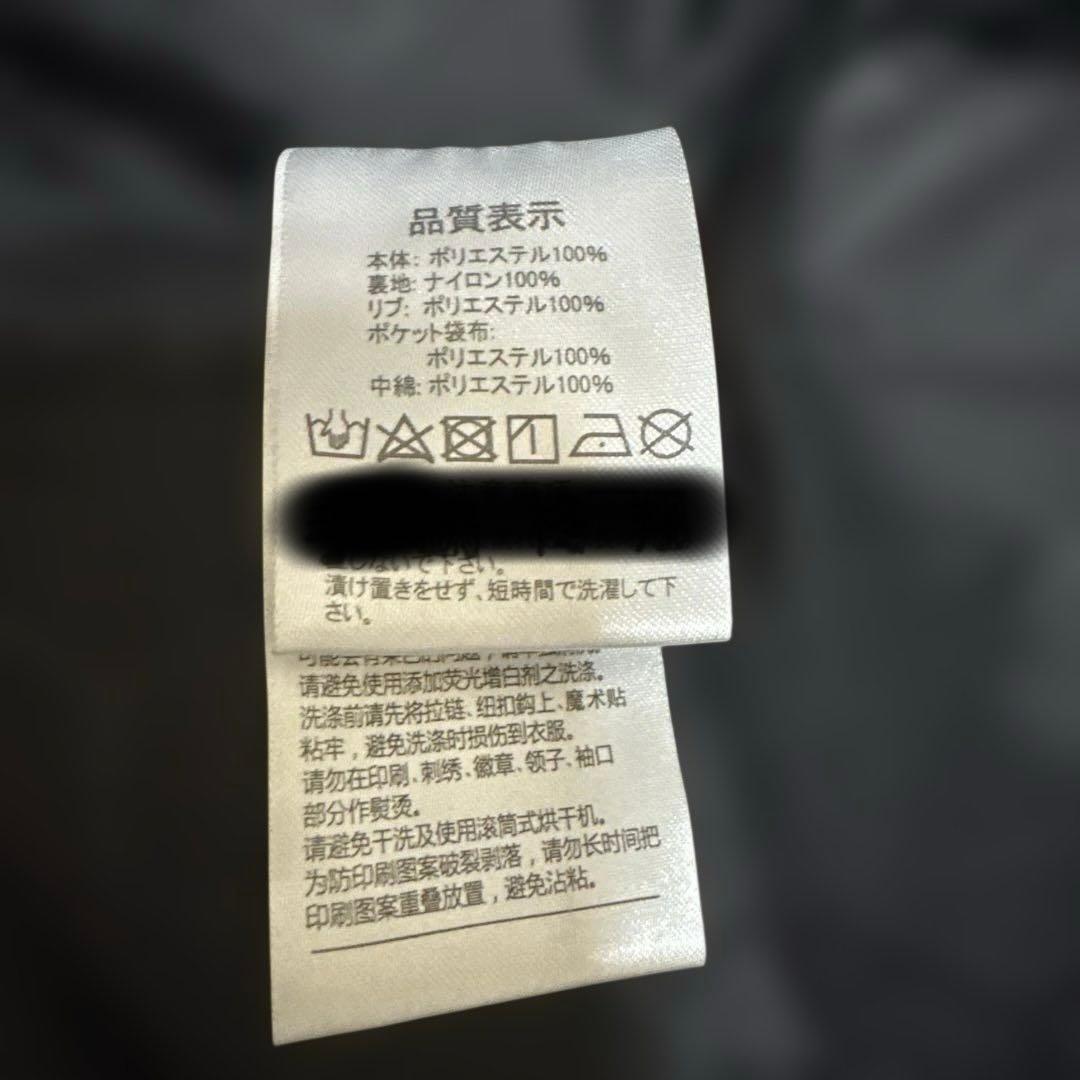 品質表示
本体: ポリエステル100%
裏地: ナイロン100%
リブ: ポリエステル100%
ポケット袋布:
ポリエステル100%
中綿: ポリエステル100%
しないで下さい。
漬け置きをせず、短時間で洗濯して下
さい。
请避免使用添加荧光增白剂之洗涤。
洗涤前请先将拉链、纽扣鈎上、魔术贴
粘牢，避免洗涤时损伤到衣服。
请勿在印刷、刺绣、徽章、领子、袖口
部分作熨烫。
请避免干洗及使用滚筒式烘干机。
为防印刷图案破裂剥落，请勿长时间把
印刷图案重叠放置，避免沾粘。